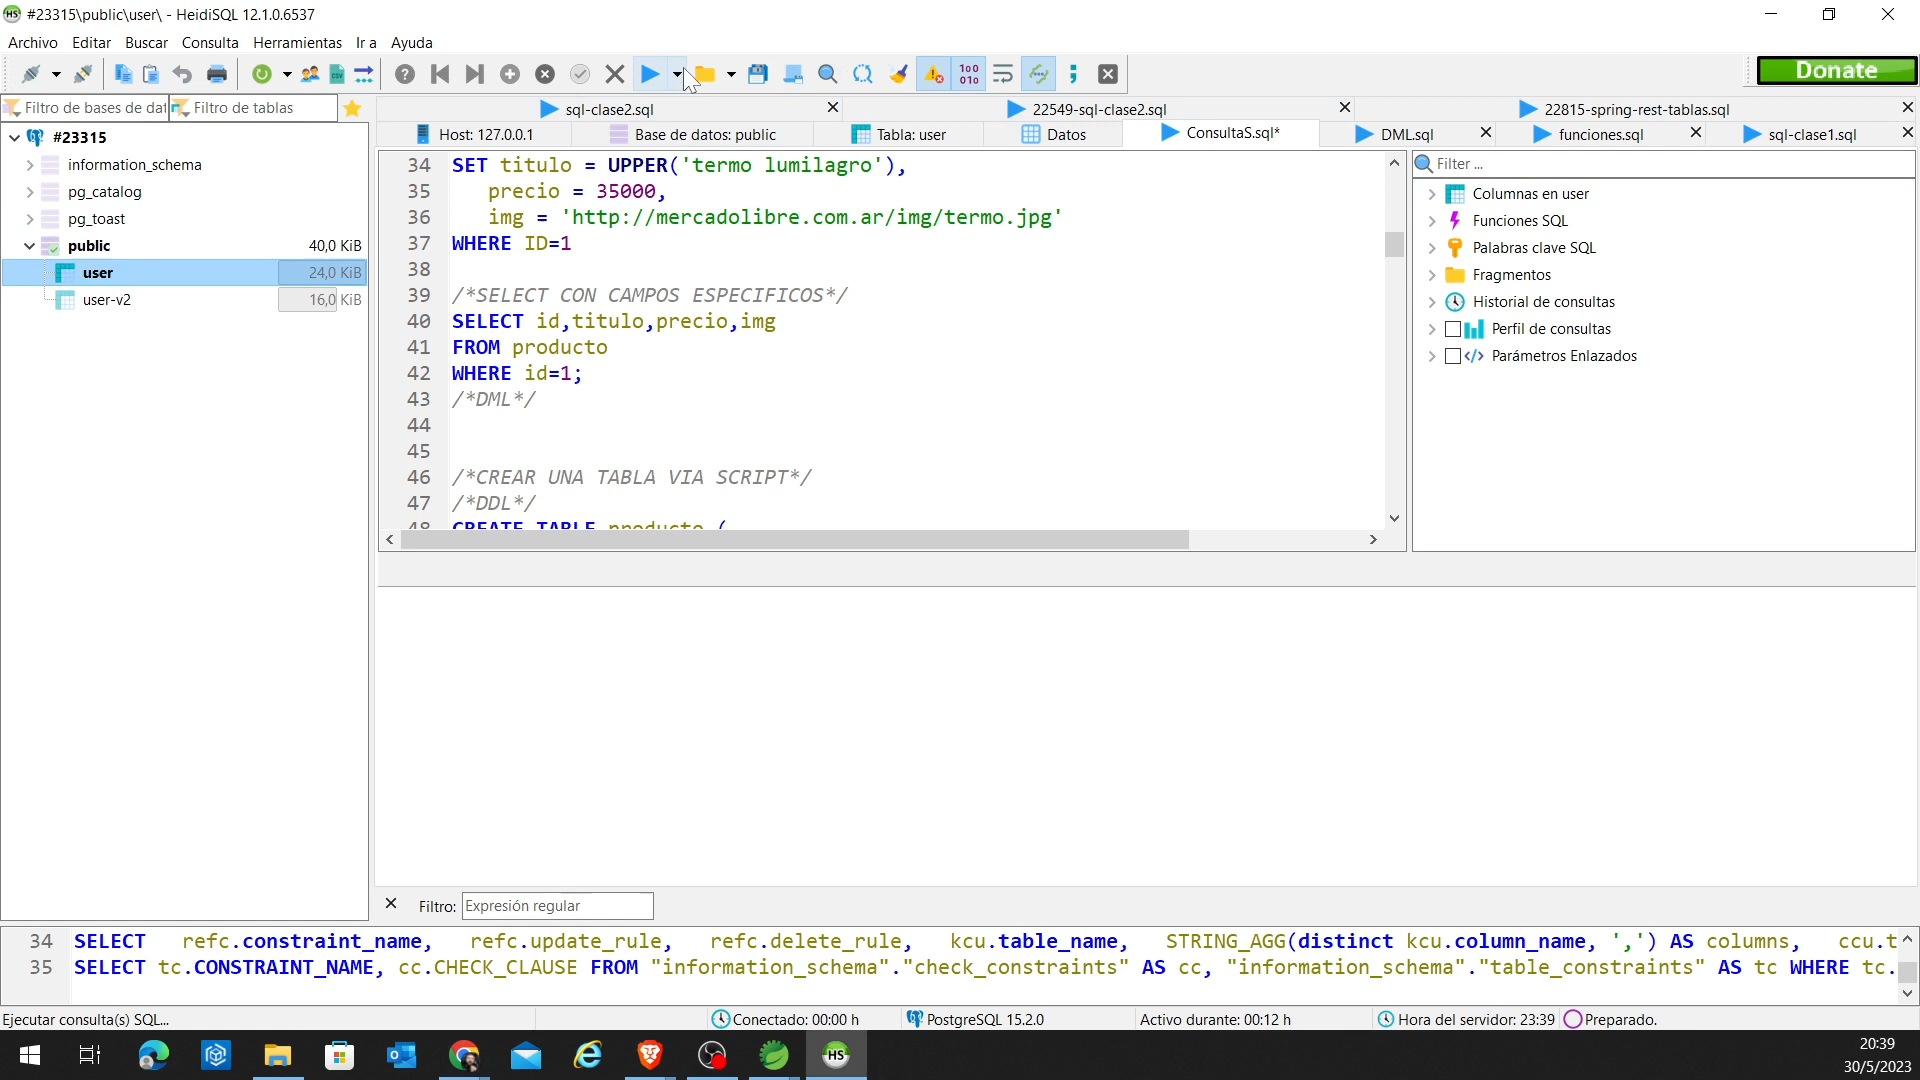 #23315\public\user\ - HeidiSQL 12.1.0.6537
Archivo Editar Buscar Consulta Herramientas Ir a Ayuda
Donate
Filtro de bases de dat Filtro de tablas
sql-clase2.sql 22549-sql-clase2.sql 22815-spring-rest-tablas.sql
Host: 127.0.0.1 Base de datos: public Tabla: user Datos ConsultaS.sql* DML.sql funciones.sql sql-clase1.sql
#23315
information_schema
pg_catalog
pg_toast
public 40,0 KiB
user 24,0 KiB
user-v2 16,0 KiB
34 SET titulo = UPPER('termo lumilagro'),
35 precio = 35000,
36 img = 'http://mercadolibre.com.ar/img/termo.jpg'
37 WHERE ID=1
38
39 /*SELECT CON CAMPOS ESPECIFICOS*/
40 SELECT id,titulo,precio,img
41 FROM producto
42 WHERE id=1;
43 /*DML*/
44
45
46 /*CREAR UNA TABLA VIA SCRIPT*/
47 /*DDL*/
48 CREATE TABLE producto (
Filter ...
Columnas en user
Funciones SQL
Palabras clave SQL
Fragmentos
Historial de consultas
Perfil de consultas
Parámetros Enlazados
Filtro: Expresión regular
34 SELECT refc.constraint_name, refc.update_rule, refc.delete_rule, kcu.table_name, STRING_AGG(distinct kcu.column_name, ',') AS columns, ccu.t
35 SELECT tc.CONSTRAINT_NAME, cc.CHECK_CLAUSE FROM "information_schema"."check_constraints" AS cc, "information_schema"."table_constraints" AS tc WHERE tc.
Ejecutar consulta(s) SQL... Conectado: 00:00 h PostgreSQL 15.2.0 Activo durante: 00:12 h Hora del servidor: 23:39 Preparado.
20:39
30/5/2023